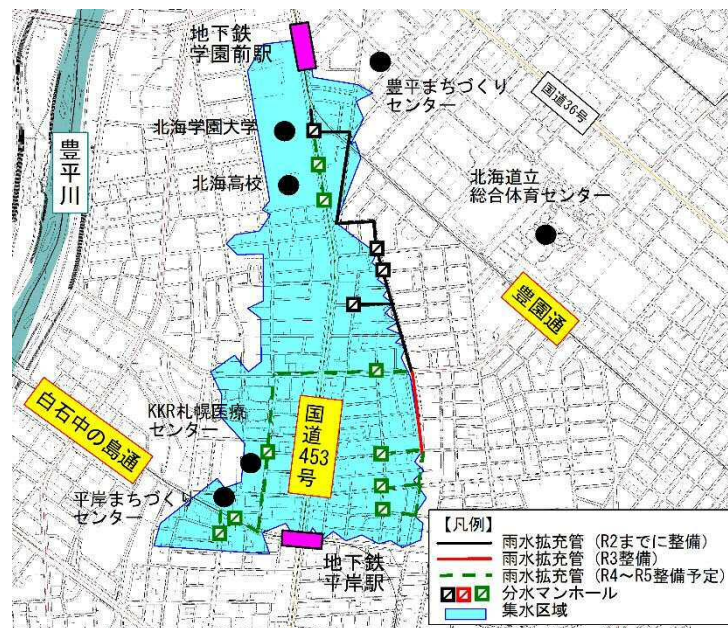 地下鉄
学園前駅
豊平まちづくり
センター
国道36号
北海学園大学
豊平川
北海高校
北海道立
総合体育センター
豊園通
白石中の島通
KKR札幌医療
センター
国道
453
号
平岸まちづくり
センター
地下鉄
平岸駅
【凡例】
雨水拡充管（R2までに整備）
雨水拡充管（R3整備）
雨水拡充管（R4～R5整備予定）
分水マンホール
集水区域